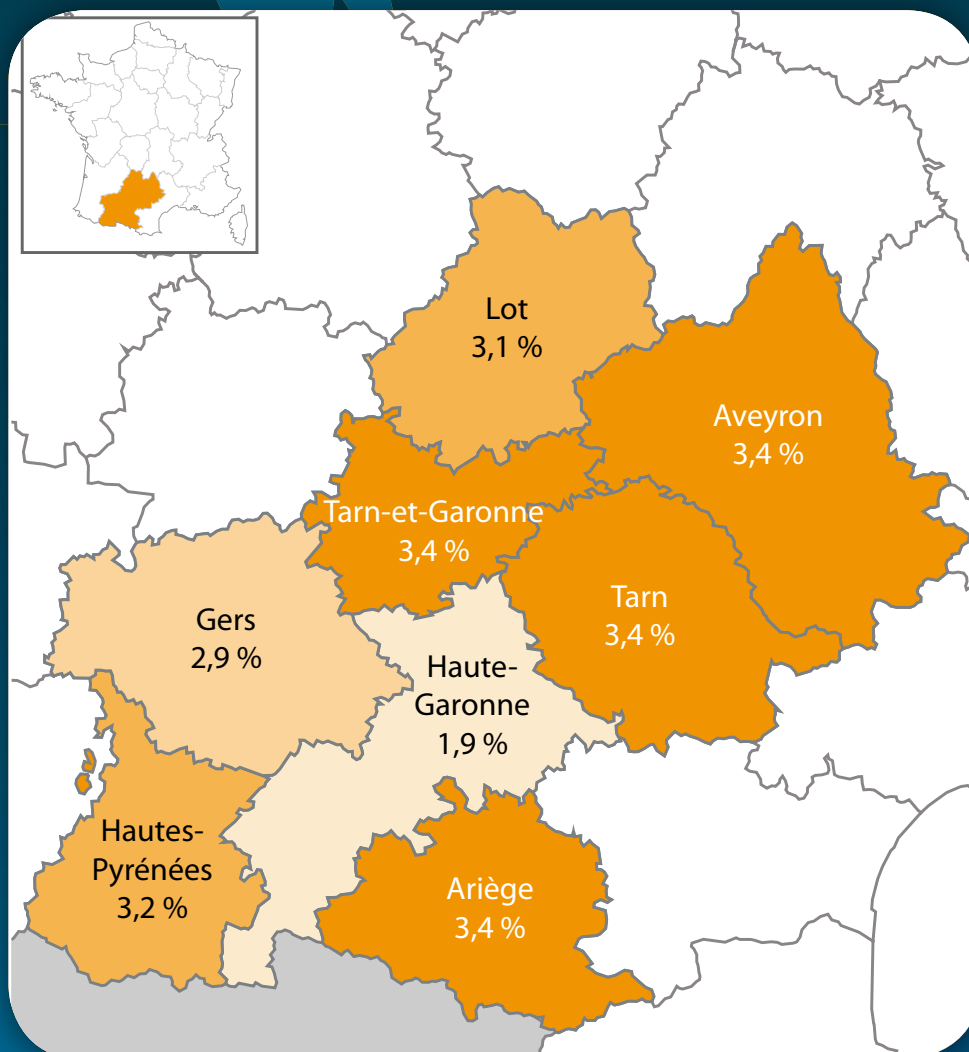 Lot
3,1 %
Aveyron
3,4 %
Tarn-et-Garonne
3,4 %
Tarn
3,4 %
Gers
2,9 %
Haute-
Garonne
1,9 %
Hautes-
Pyrénées
3,2 %
Ariège
3,4 %